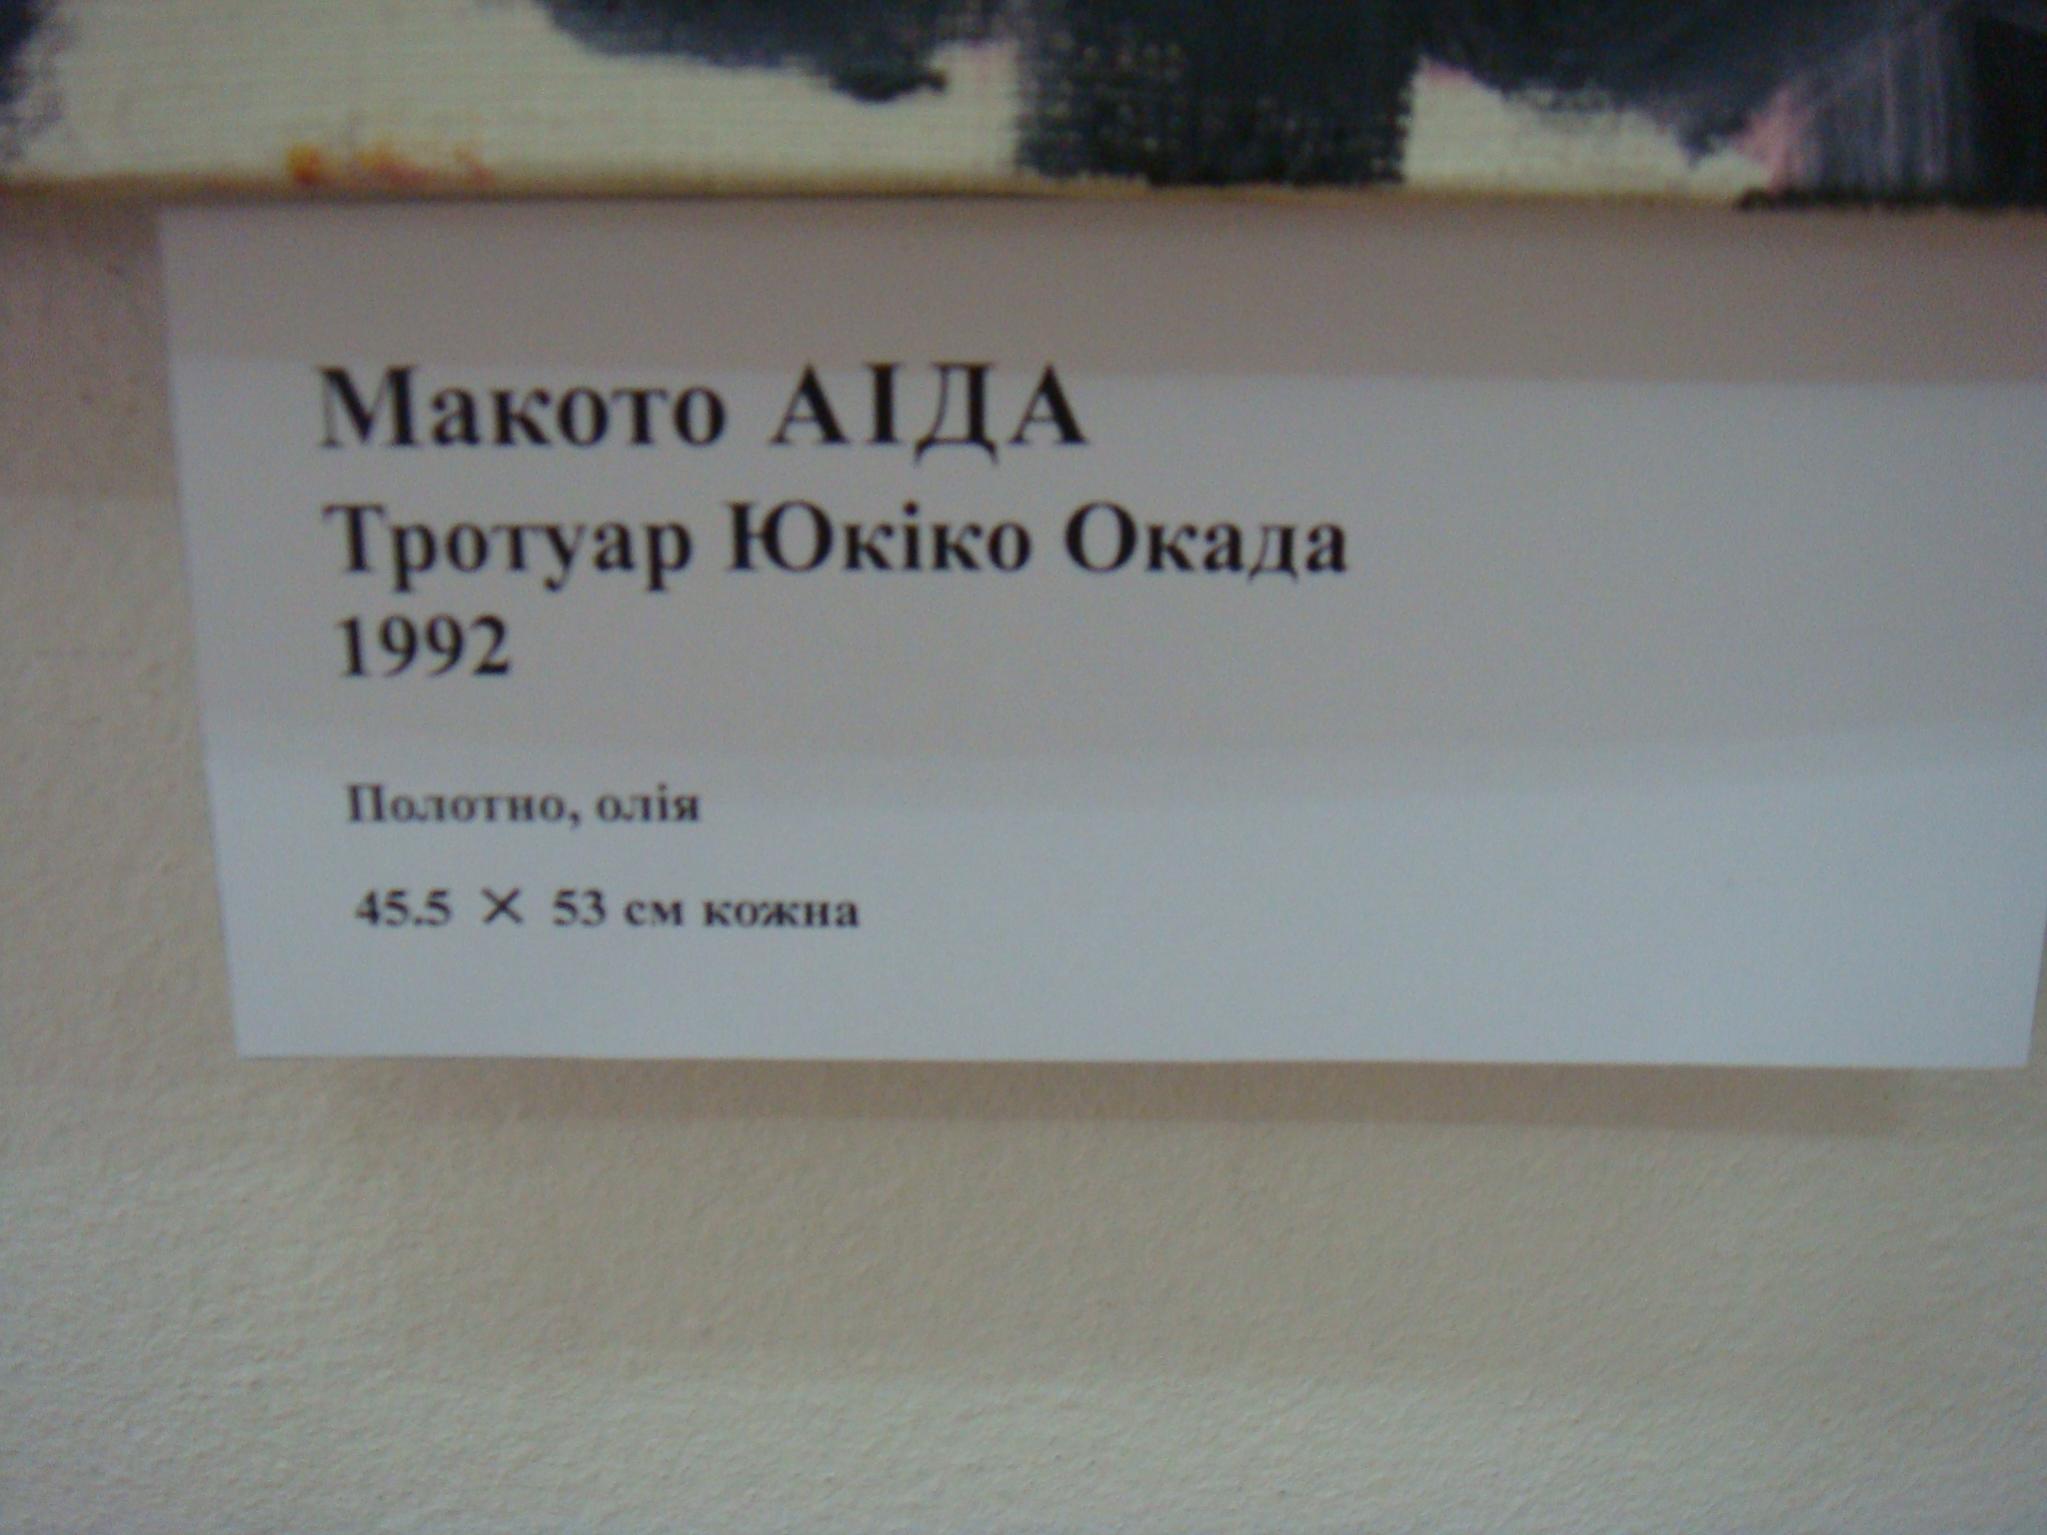 Макото АІДА
Тротуар Юкіко Окада
1992
Полотно, олія
45.5 × 53 см кожна